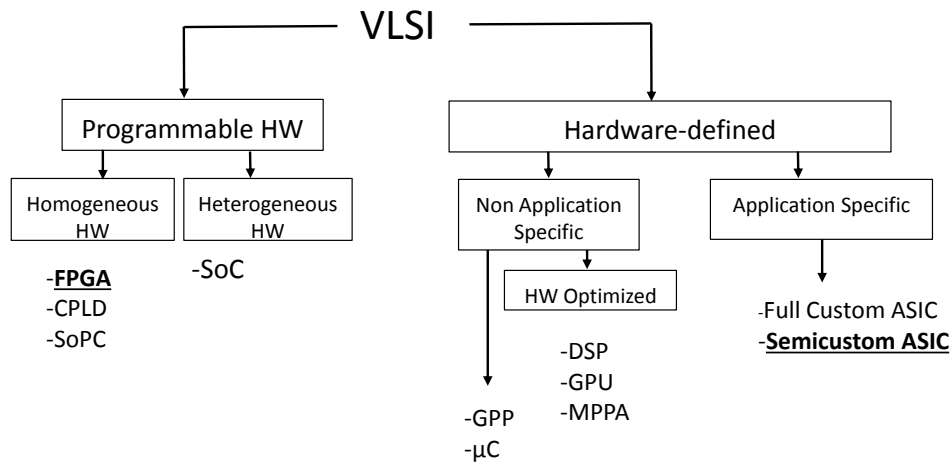 VLSI
Programmable HW
Hardware-defined
Homogeneous
HW
Heterogeneous
HW
Non Application
Specific
Application Specific
-FPGA
-CPLD
-SoPC
-SoC
HW Optimized
-Full Custom ASIC
-Semicustom ASIC
-DSP
-GPU
-MPPA
-GPP
-µC